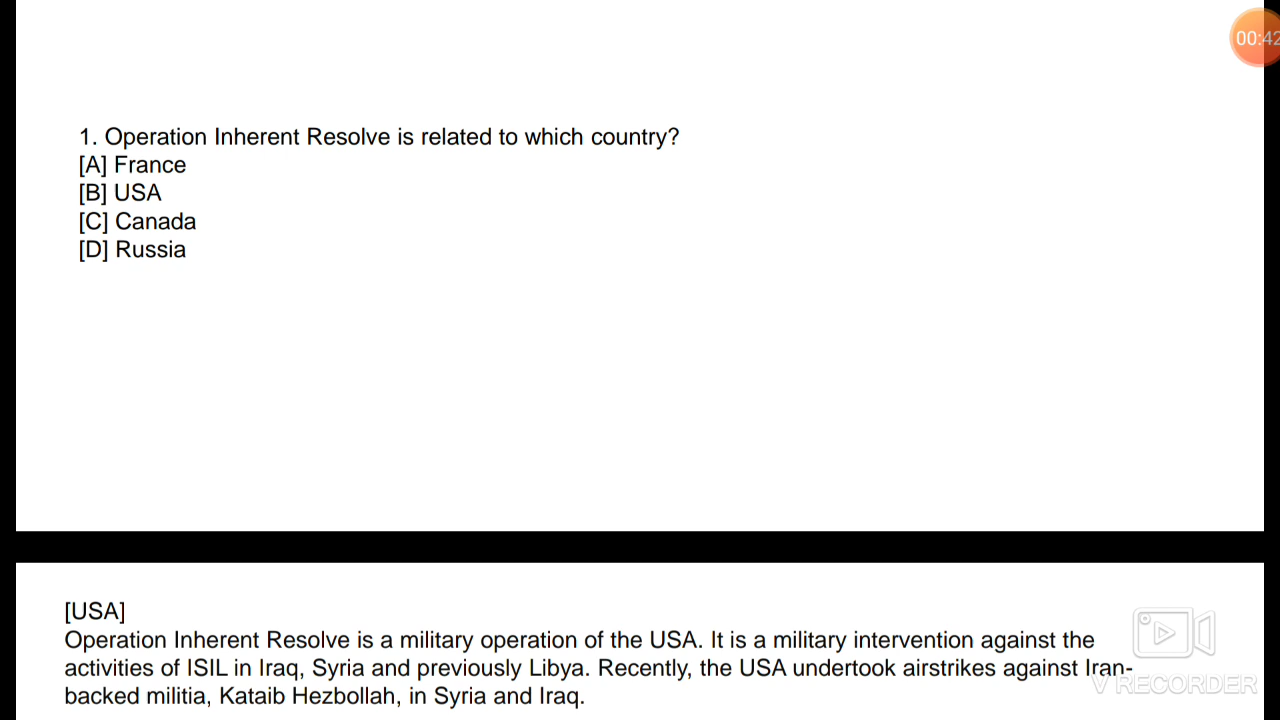 00:42
1. Operation Inherent Resolve is related to which country?
[A] France
[B] USA
[C] Canada
[D] Russia
[USA]
Operation Inherent Resolve is a military operation of the USA. It is a military intervention against the
activities of ISIL in Iraq, Syria and previously Libya. Recently, the USA undertook airstrikes against Iran-
backed militia, Kataib Hezbollah, in Syria and Iraq.
V RECORDER